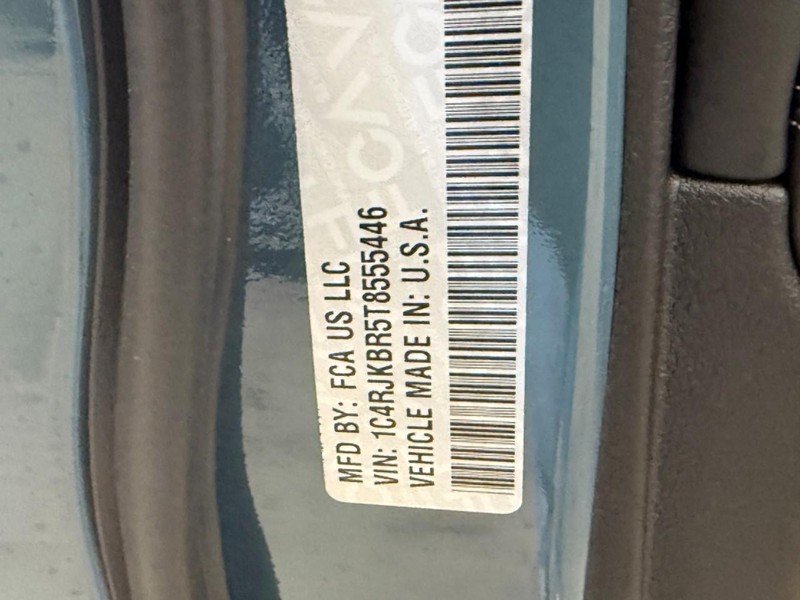 MFD BY: FCA US LLC
VIN: 1C4RJKBR5T8555446
VEHICLE MADE IN: U.S.A.